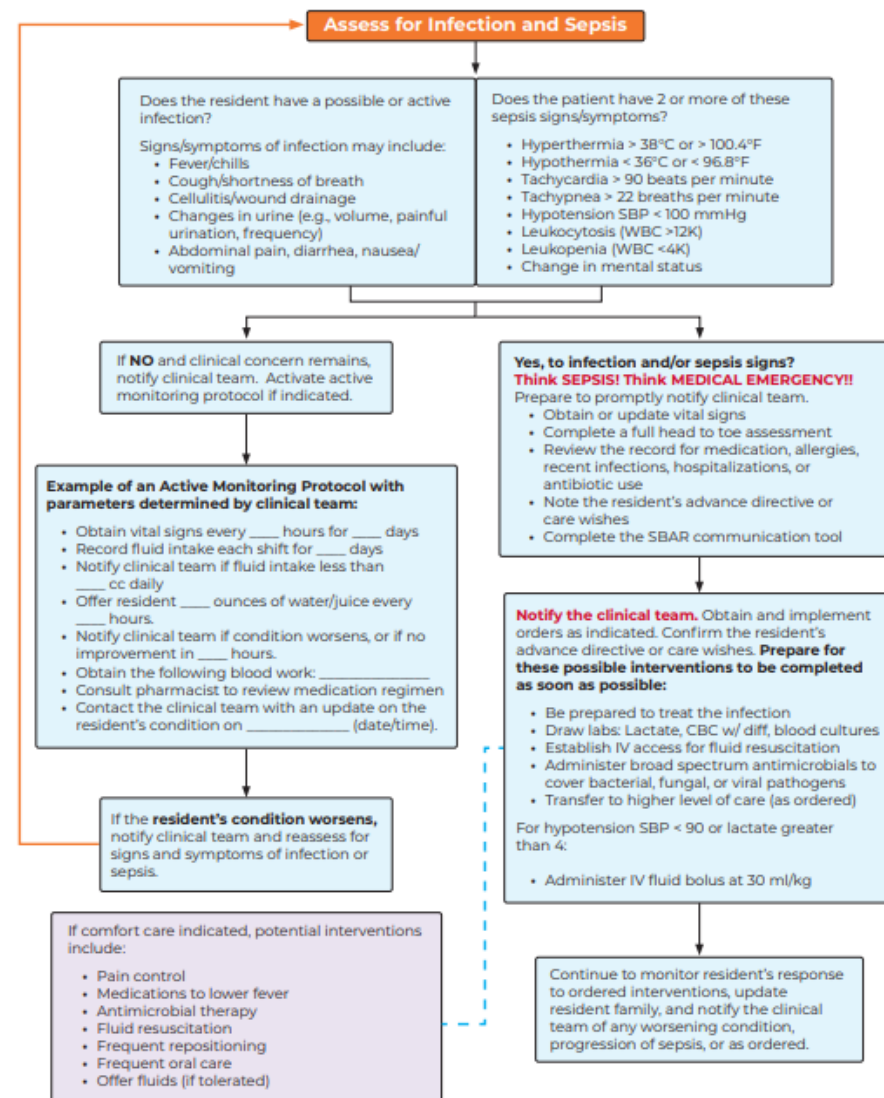 Assess for Infection and Sepsis
Does the resident have a possible or active
infection?
Signs/symptoms of infection may include:
• Fever/chills
• Cough/shortness of breath
• Cellulitis/wound drainage
• Changes in urine (e.g., volume, painful
urination, frequency)
• Abdominal pain, diarrhea, nausea/
vomiting
Does the patient have 2 or more of these
sepsis signs/symptoms?
• Hyperthermia > 38°C or > 100.4°F
• Hypothermia < 36°C or < 96.8°F
• Tachycardia > 90 beats per minute
• Tachypnea > 22 breaths per minute
• Hypotension SBP < 100 mmHg
• Leukocytosis (WBC >12K)
• Leukopenia (WBC <4K)
• Change in mental status
If NO and clinical concern remains,
notify clinical team. Activate active
monitoring protocol if indicated.
Example of an Active Monitoring Protocol with
parameters determined by clinical team:
• Obtain vital signs every ____ hours for ____ days
• Record fluid intake each shift for ____ days
• Notify clinical team if fluid intake less than
____ cc daily
• Offer resident ____ ounces of water/juice every
____ hours.
• Notify clinical team if condition worsens, or if no
improvement in ____ hours.
• Obtain the following blood work: ______________
• Consult pharmacist to review medication regimen
• Contact the clinical team with an update on the
resident's condition on _____________ (date/time).
If the resident's condition worsens,
notify clinical team and reassess for
signs and symptoms of infection or
sepsis.
If comfort care indicated, potential interventions
include:
• Pain control
• Medications to lower fever
• Antimicrobial therapy
• Fluid resuscitation
• Frequent repositioning
• Frequent oral care
• Offer fluids (if tolerated)
Yes, to infection and/or sepsis signs?
Think SEPSIS! Think MEDICAL EMERGENCY!!
Prepare to promptly notify clinical team.
• Obtain or update vital signs
• Complete a full head to toe assessment
• Review the record for medication, allergies,
recent infections, hospitalizations, or
antibiotic use
• Note the resident's advance directive or
care wishes
• Complete the SBAR communication tool
Notify the clinical team. Obtain and implement
orders as indicated. Confirm the resident's
advance directive or care wishes. Prepare for
these possible interventions to be completed
as soon as possible:
• Be prepared to treat the infection
• Draw labs: Lactate, CBC w/ diff, blood cultures
• Establish IV access for fluid resuscitation
• Administer broad spectrum antimicrobials to
cover bacterial, fungal, or viral pathogens
• Transfer to higher level of care (as ordered)
For hypotension SBP < 90 or lactate greater
than 4:
• Administer IV fluid bolus at 30 ml/kg
Continue to monitor resident's response
to ordered interventions, update
resident family, and notify the clinical
team of any worsening condition,
progression of sepsis, or as ordered.